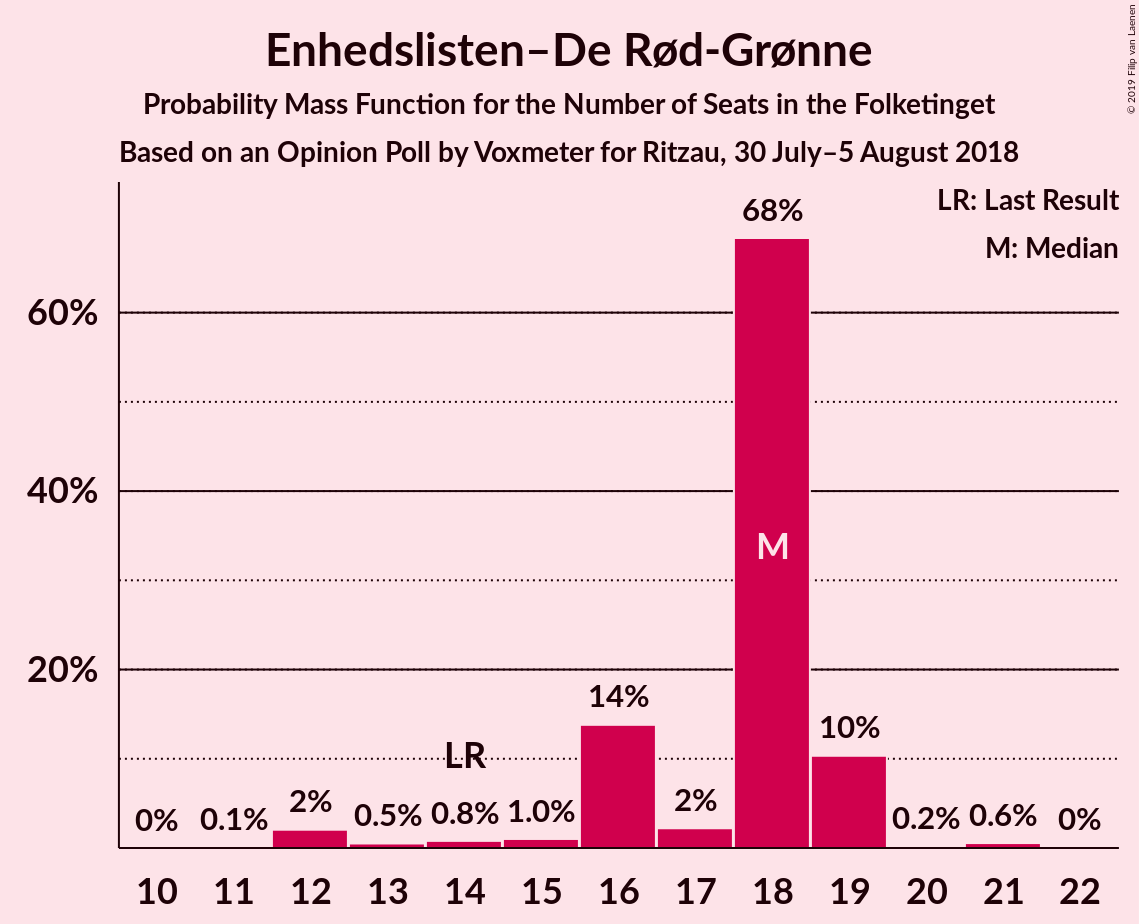 Enhedslisten–De Rød-Grønne
Probability Mass Function for the Number of Seats in the Folketinget
Based on an Opinion Poll by Voxmeter for Ritzau, 30 July–5 August 2018
© 2019 Filip van Laenen
LR: Last Result
M: Median
68%
60%
40%
M
20%
14%
10%
LR
0% 0.1% 2% 0.5% 0.8% 1.0% 2% 0.2% 0.6% 0%
10 11 12 13 14 15 16 17 18 19 20 21 22